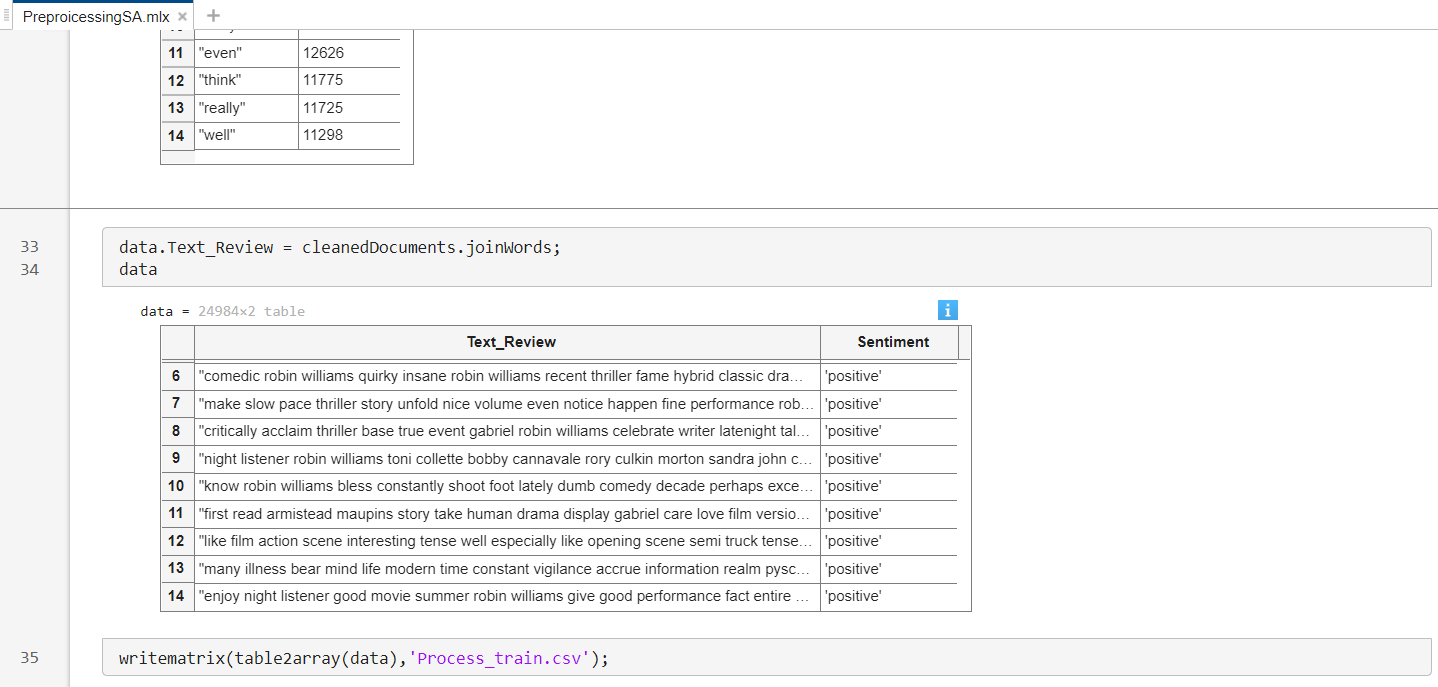 PreproicessingSA.mlx × +
11 "even" 12626
12 "think" 11775
13 "really" 11725
14 "well" 11298
33 data.Text_Review = cleanedDocuments.joinWords;
34 data
data = 24984×2 table
Text_Review Sentiment
6 "comedic robin williams quirky insane robin williams recent thriller fame hybrid classic dra... 'positive'
7 "make slow pace thriller story unfold nice volume even notice happen fine performance rob... 'positive'
8 "critically acclaim thriller base true event gabriel robin williams celebrate writer latenight tal... 'positive'
9 "night listener robin williams toni collette bobby cannavale rory culkin morton sandra john c... 'positive'
10 "know robin williams bless constantly shoot foot lately dumb comedy decade perhaps exce... 'positive'
11 "first read armistead maupins story take human drama display gabriel care love film versio... 'positive'
12 "like film action scene interesting tense well especially like opening scene semi truck tense... 'positive'
13 "many illness bear mind life modern time constant vigilance accrue information realm pysc... 'positive'
14 "enjoy night listener good movie summer robin williams give good performance fact entire ... 'positive'
35 writematrix(table2array(data),'Process_train.csv');